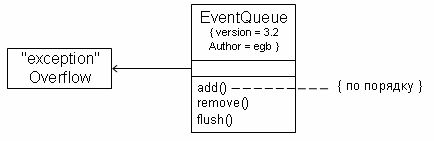 EventQueue
{ version = 3.2
Author = egb }
"exception"
Overflow
add()
{ по порядку }
remove()
flush()